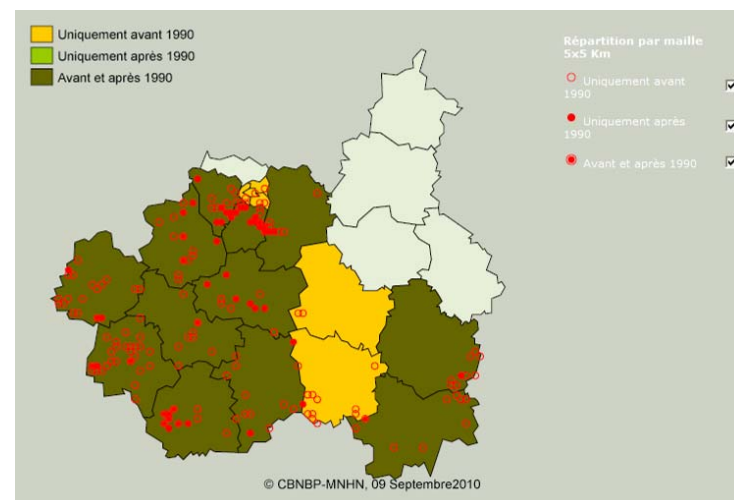 Uniquement avant 1990
Uniquement après 1990
Avant et après 1990
Répartition par maille
5x5 Km
Uniquement avant
1990
Uniquement après
1990
Avant et après 1990
© CBNBP-MNHN, 09 Septembre2010